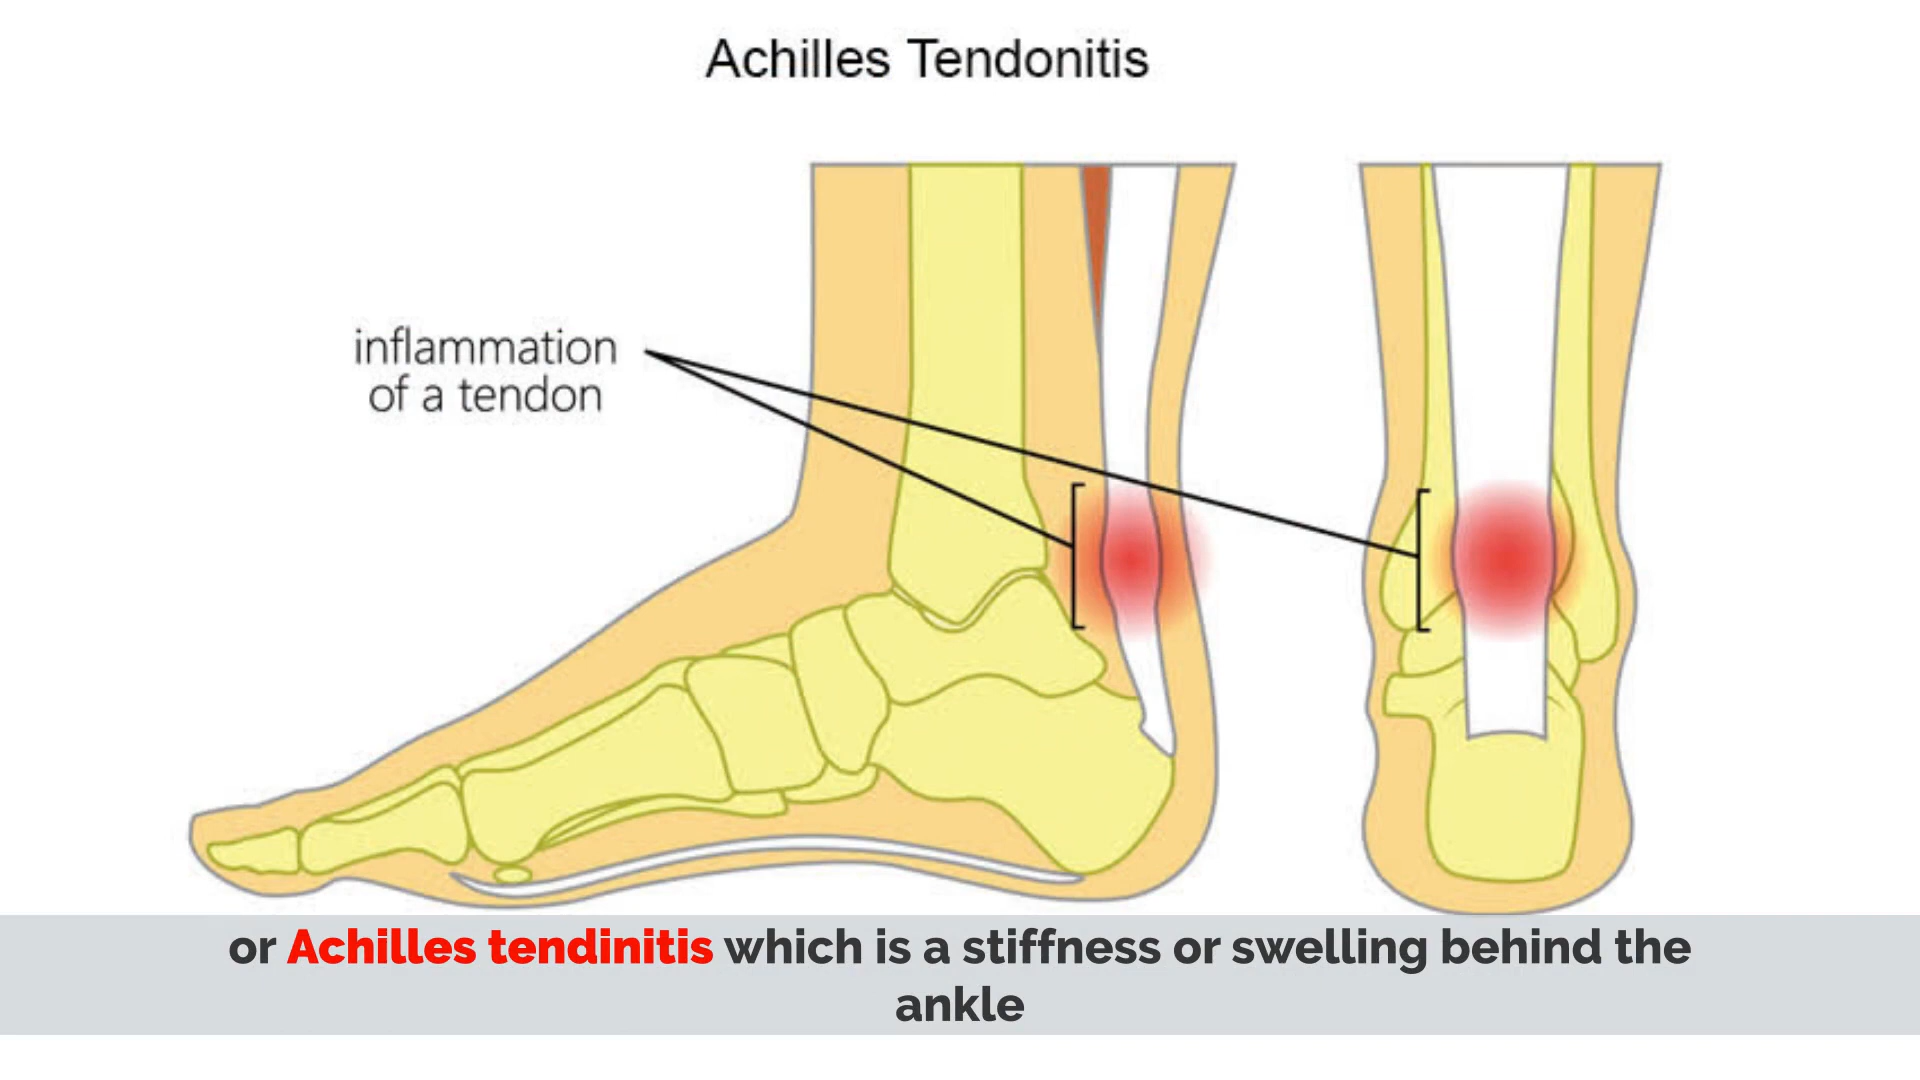 Achilles Tendonitis
inflammation
of a tendon
or Achilles tendinitis which is a stiffness or swelling behind the
ankle